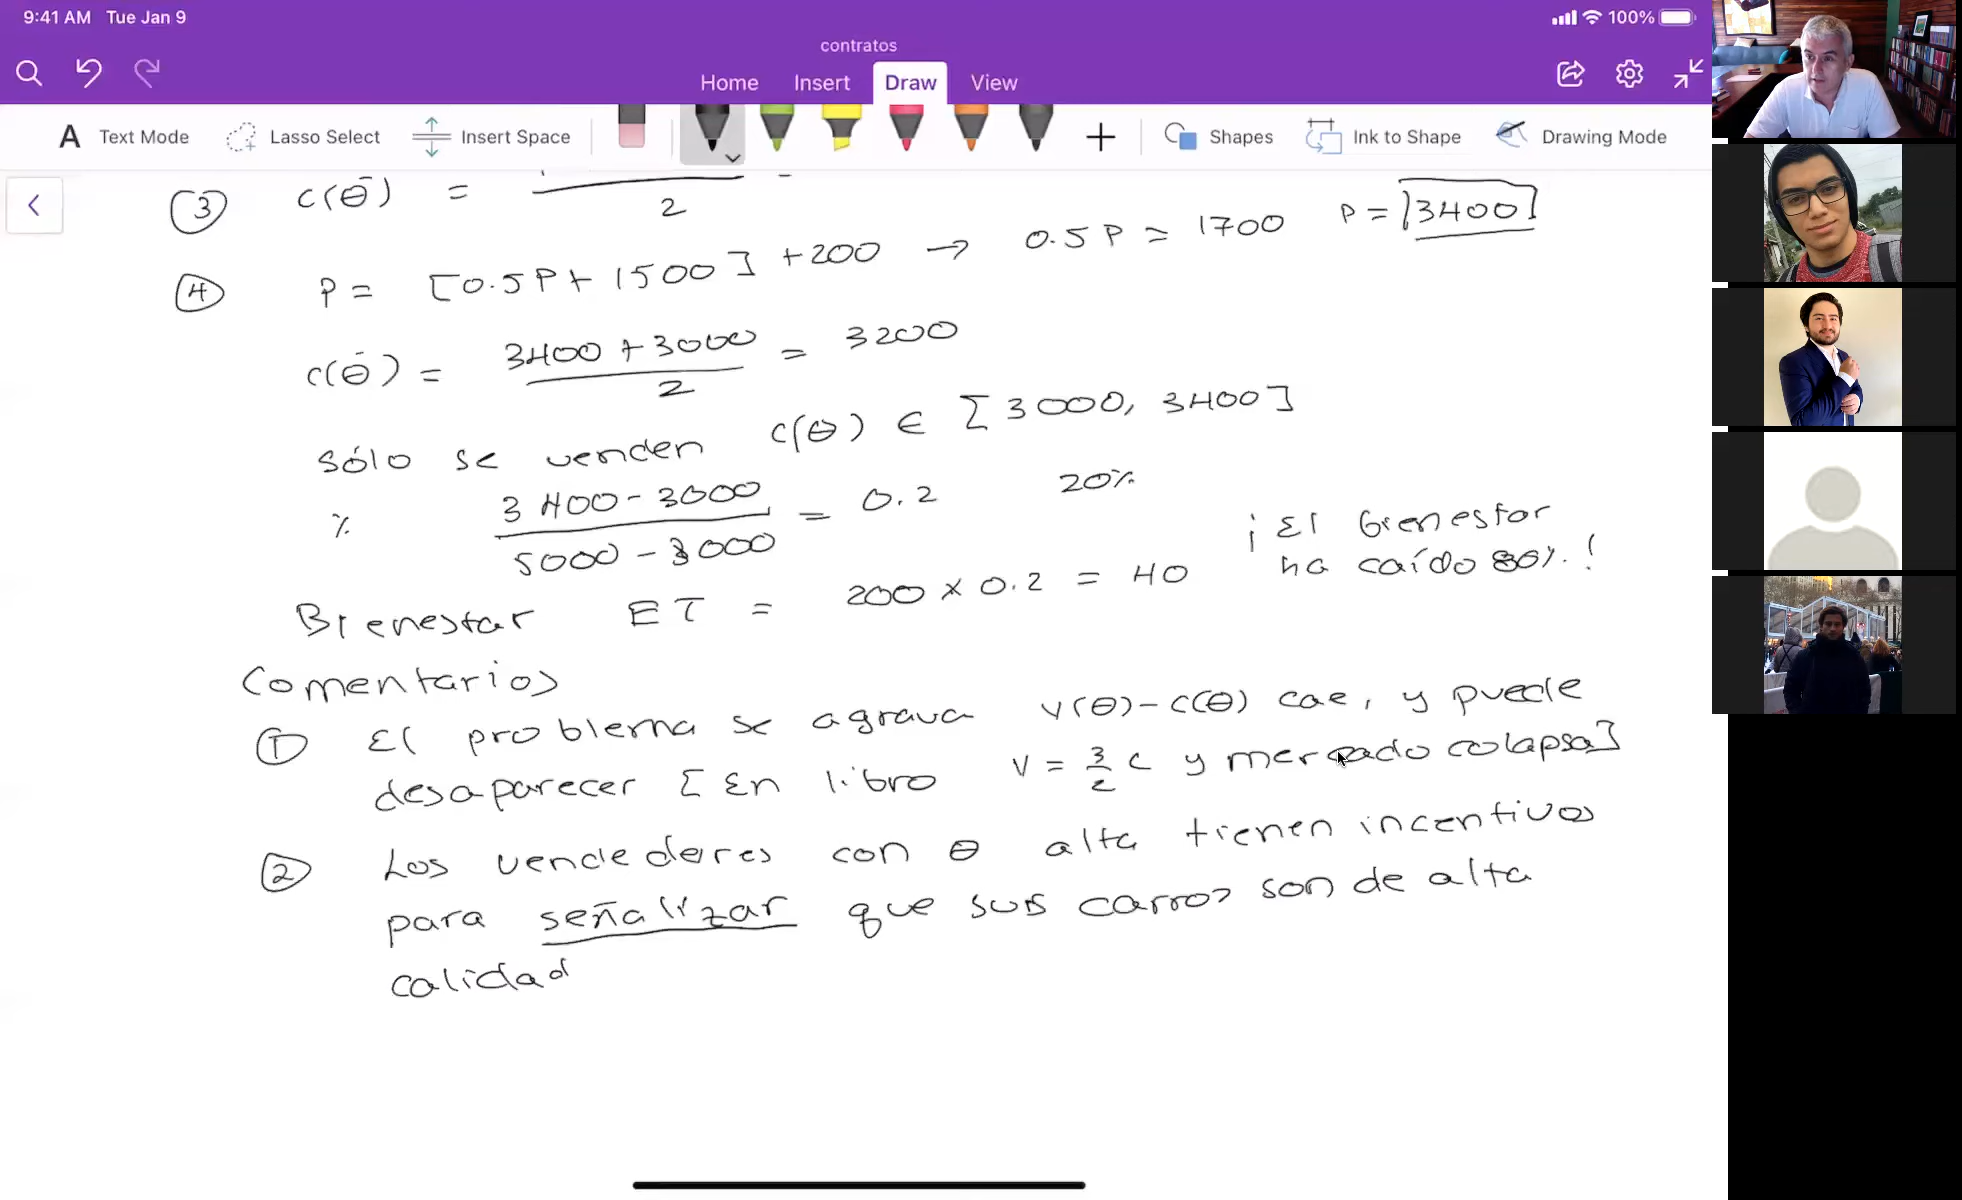 9:41 AM Tue Jan 9
100%
contratos
Home Insert Draw View
A Text Mode Lasso Select Insert Space Shapes Ink to Shape Drawing Mode
③ c(θ̄) = 2
④ P = [0.5P + 1500] + 200 → 0.5P = 1700 P = [3400]
c(θ̄) = (3400 + 3000)/2 = 3200
Sólo se venden c(θ) ∈ [3000, 3400]
% (3400 - 3000)/(5000 - 3000) = 0.2 20%
¡El bienestar
ha caído 80%.!
Bienestar ET = 200 x 0.2 = 40
Comentarios
① El problema se agrava v(θ)-c(θ) cae, y puede
desaparecer [En libro v = 3/2 c y mercado colapsa]
② Los vendedores con θ alta tienen incentivos
para señalizar que sus carros son de alta
calidad